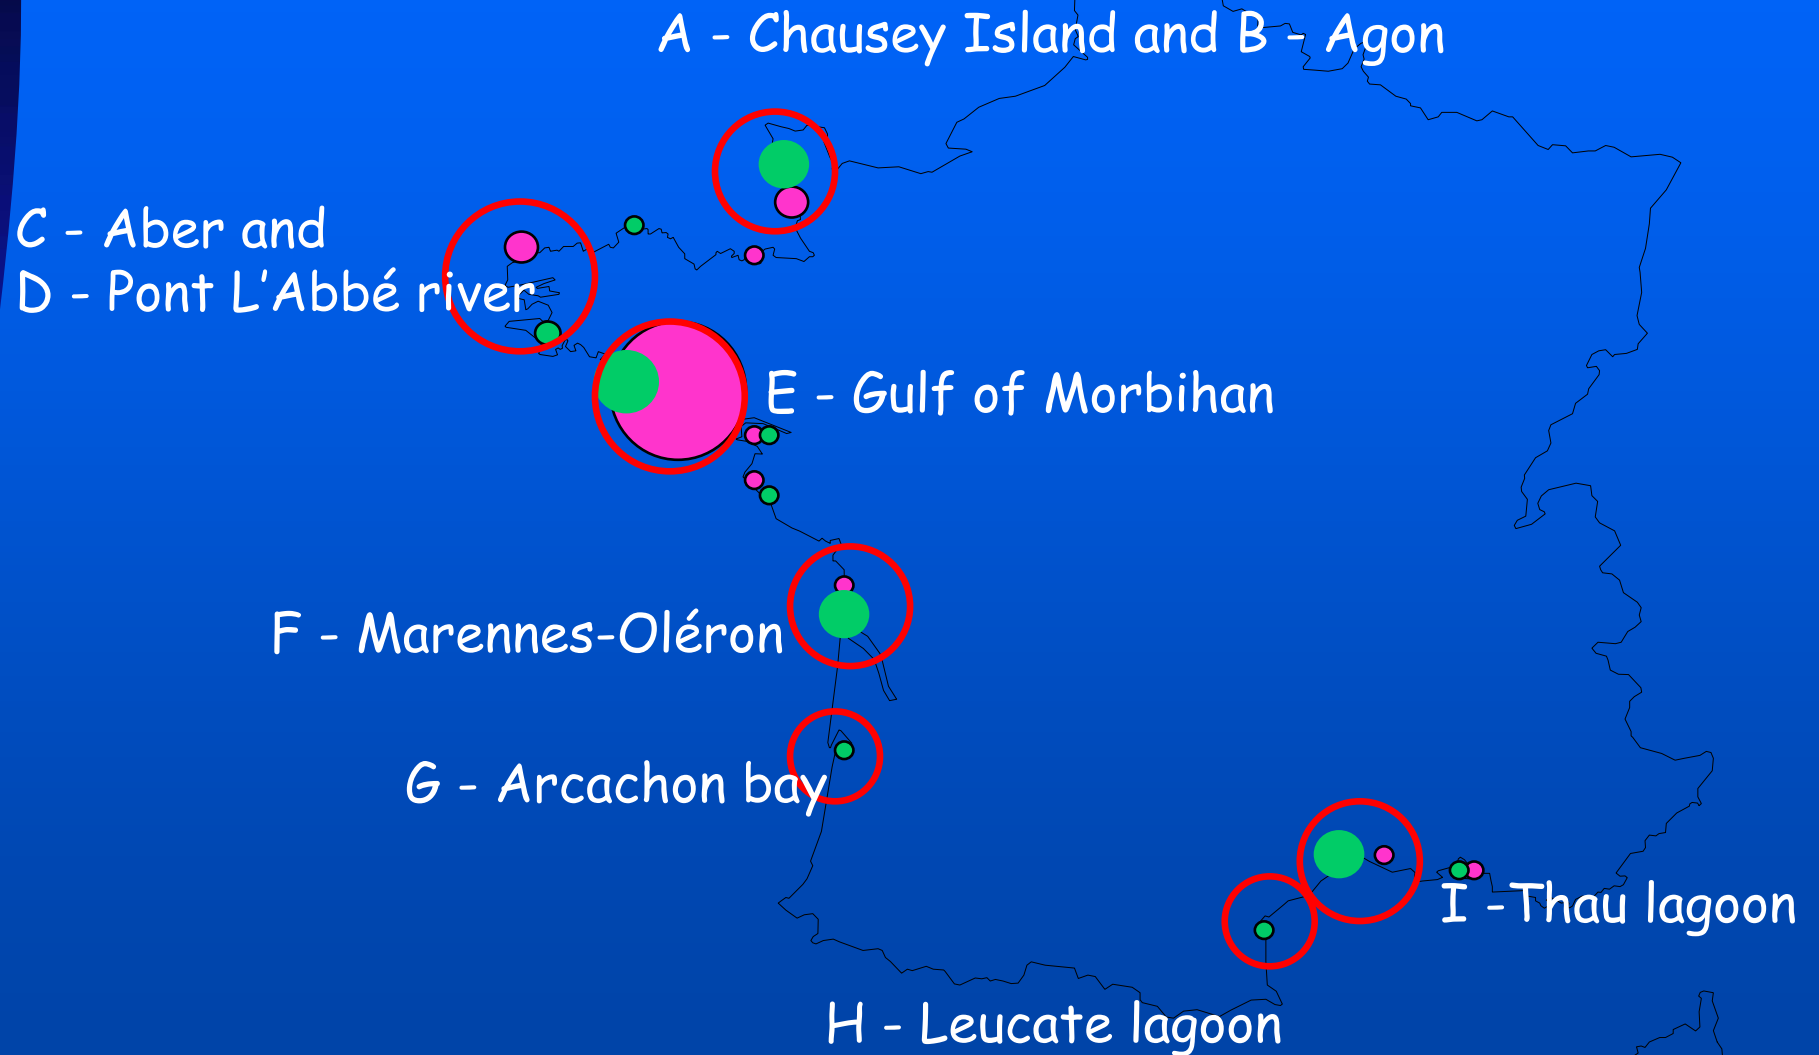 A - Chausey Island and B - Agon
C - Aber and
D - Pont L'Abbé river
E - Gulf of Morbihan
F - Marennes-Oléron
G - Arcachon bay
I -Thau lagoon
H - Leucate lagoon